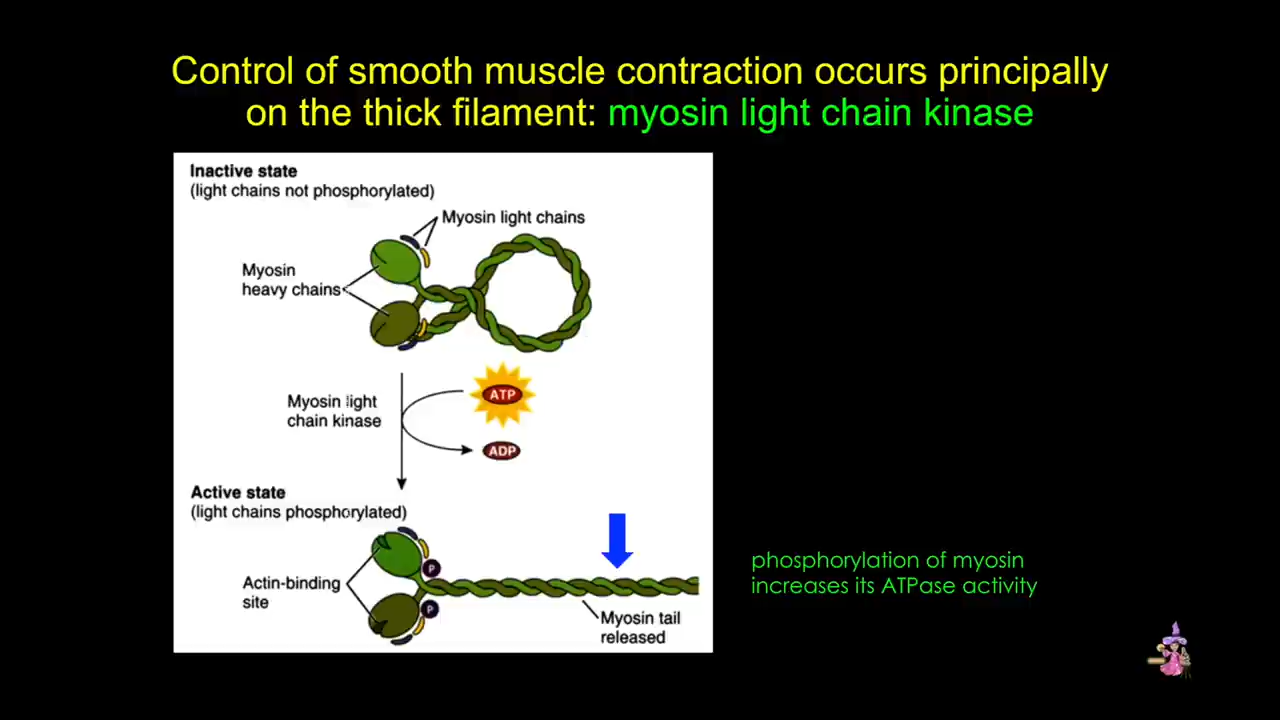 Control of smooth muscle contraction occurs principally
on the thick filament: myosin light chain kinase
Inactive state
(light chains not phosphorylated)
Myosin light chains
Myosin
heavy chains
Myosin light
chain kinase
ATP
ADP
Active state
(light chains phosphorylated)
P
Actin-binding
site
P
Myosin tail
released
phosphorylation of myosin
increases its ATPase activity